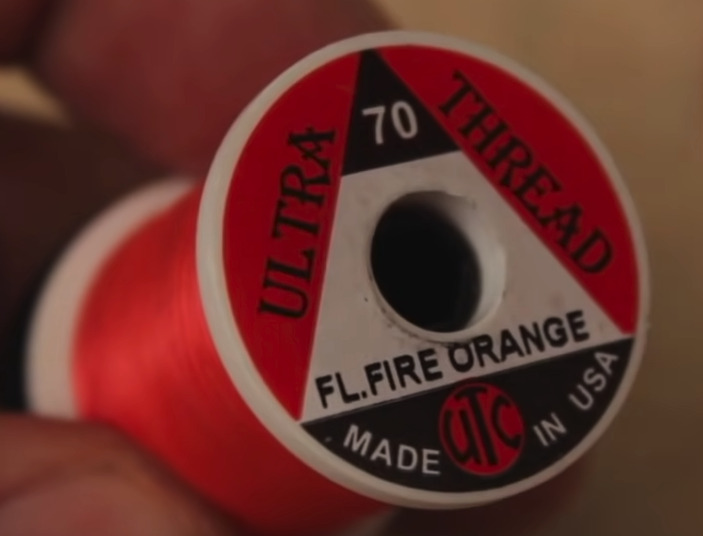 70
ULTRA
THREAD
FL.FIRE ORANGE
MADE UTC IN USA